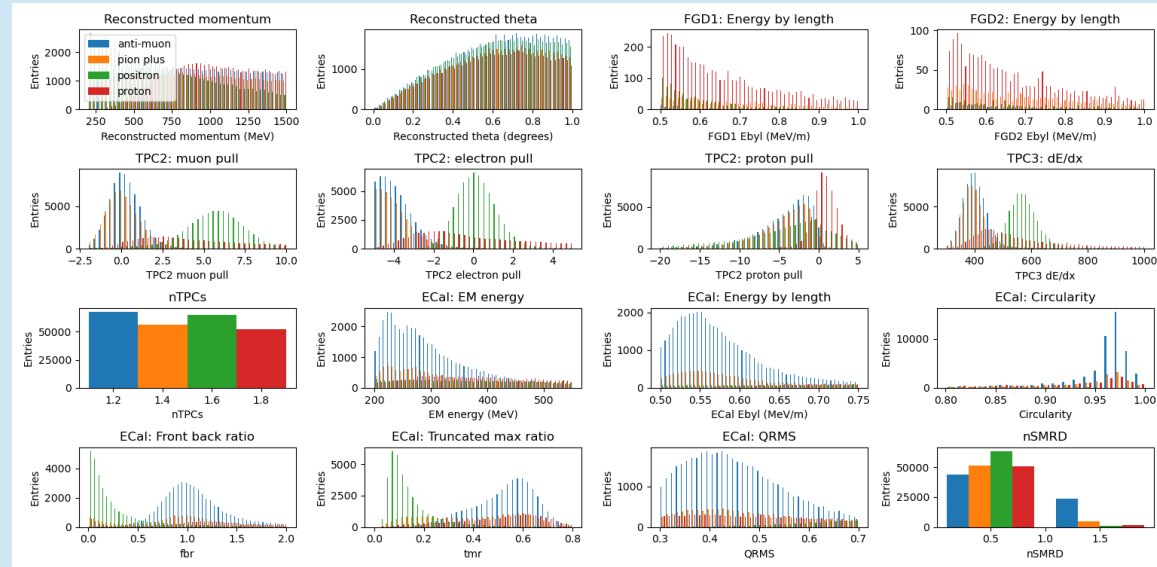 Reconstructed momentum
Entries
2000
1000
0
anti-muon
pion plus
positron
proton
250 500 750 1000 1250 1500
Reconstructed momentum (MeV)
Reconstructed theta
Entries
1000
0
0.0 0.2 0.4 0.6 0.8 1.0
Reconstructed theta (degrees)
FGD1: Energy by length
Entries
200
100
0
0.5 0.6 0.7 0.8 0.9 1.0
FGD1 Ebyl (MeV/m)
FGD2: Energy by length
Entries
100
50
0
0.5 0.6 0.7 0.8 0.9 1.0
FGD2 Ebyl (MeV/m)
TPC2: muon pull
Entries
5000
0
−2.5 0.0 2.5 5.0 7.5 10.0
TPC2 muon pull
TPC2: electron pull
Entries
5000
2500
0
−4 −2 0 2 4
TPC2 electron pull
TPC2: proton pull
Entries
5000
0
−20 −15 −10 −5 0 5
TPC2 proton pull
TPC3: dE/dx
Entries
5000
0
400 600 800 1000
TPC3 dE/dx
nTPCs
Entries
50000
25000
0
1.2 1.4 1.6 1.8
nTPCs
ECal: EM energy
Entries
2000
1000
0
200 300 400 500
EM energy (MeV)
ECal: Energy by length
Entries
2000
1000
0
0.50 0.55 0.60 0.65 0.70 0.75
ECal Ebyl (MeV/m)
ECal: Circularity
Entries
10000
0
0.80 0.85 0.90 0.95 1.00
Circularity
ECal: Front back ratio
Entries
4000
2000
0
0.0 0.5 1.0 1.5 2.0
fbr
ECal: Truncated max ratio
Entries
5000
2500
0
0.0 0.2 0.4 0.6 0.8
tmr
ECal: QRMS
Entries
1000
0
0.3 0.4 0.5 0.6 0.7
QRMS
nSMRD
Entries
50000
25000
0
0.5 1.0 1.5
nSMRD